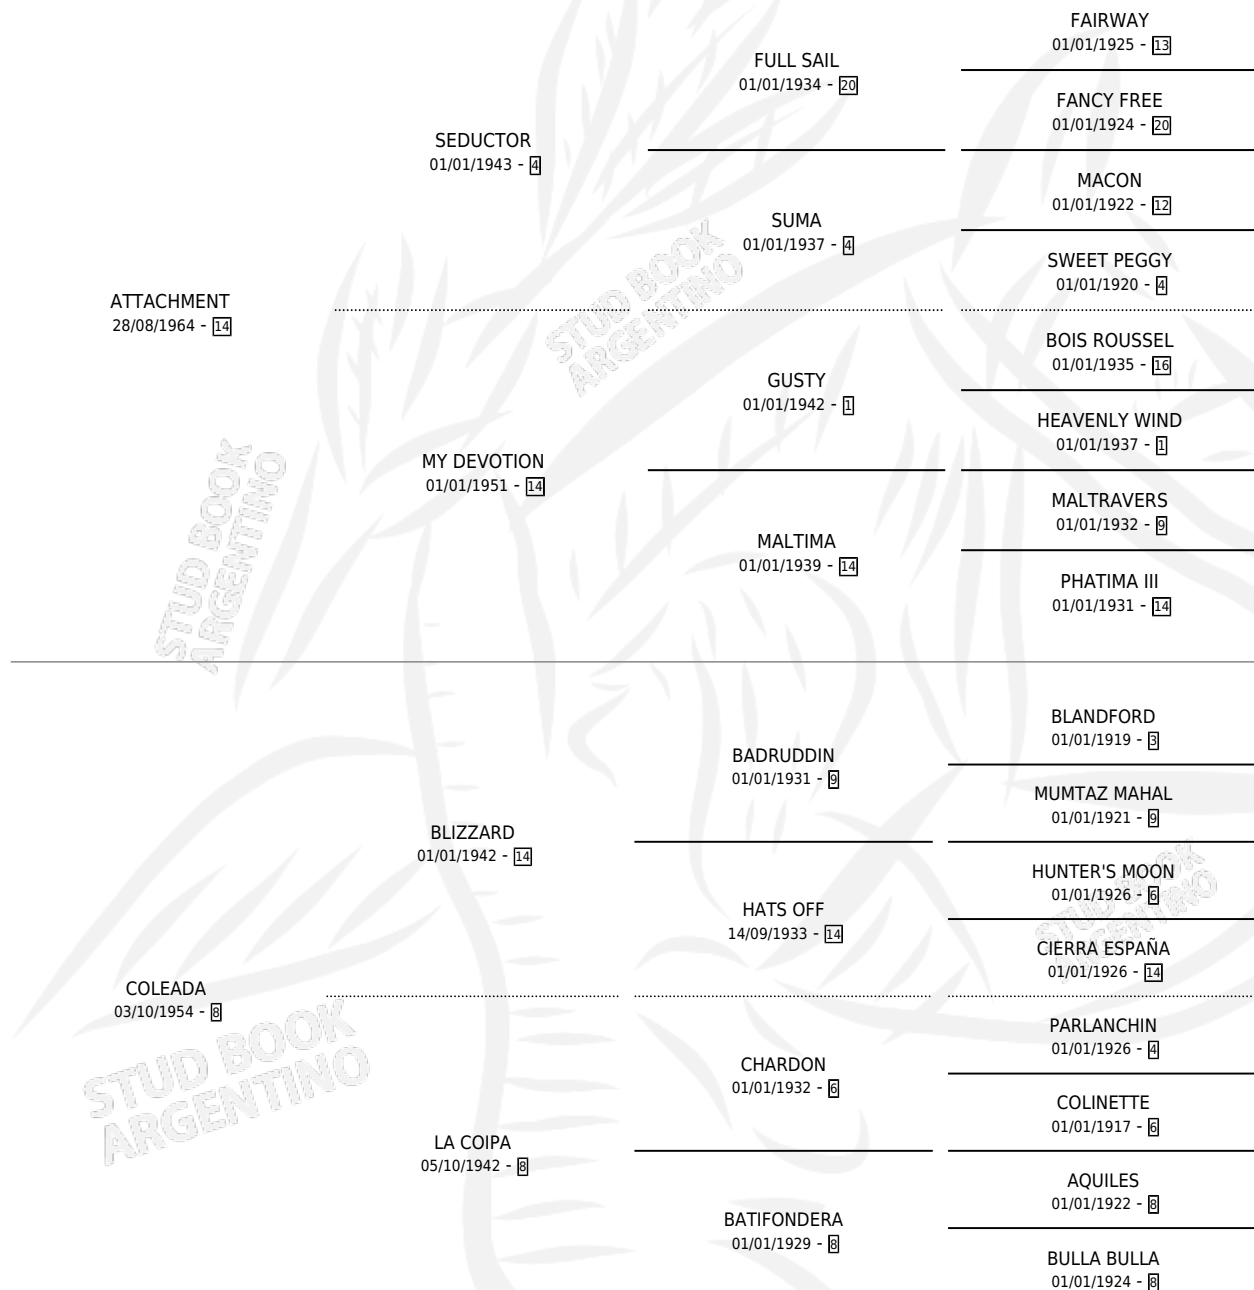 FAIRWAY
01/01/1925 - 13
FULL SAIL
01/01/1934 - 20
FANCY FREE
01/01/1924 - 20
SEDUCTOR
01/01/1943 - 4
MACON
01/01/1922 - 12
SUMA
01/01/1937 - 4
SWEET PEGGY
01/01/1920 - 4
ATTACHMENT
28/08/1964 - 14
STUD BOOK
ARGENTINO
BOIS ROUSSEL
01/01/1935 - 16
GUSTY
01/01/1942 - 1
HEAVENLY WIND
01/01/1937 - 1
MY DEVOTION
01/01/1951 - 14
MALTRAVERS
01/01/1932 - 9
MALTIMA
01/01/1939 - 14
PHATIMA III
01/01/1931 - 14
STUD BOOK
ARGENTINO
BLANDFORD
01/01/1919 - 3
BADRUDDIN
01/01/1931 - 9
MUMTAZ MAHAL
01/01/1921 - 9
BLIZZARD
01/01/1942 - 14
HUNTER'S MOON
01/01/1926 - 6
HATS OFF
14/09/1933 - 14
CIERRA ESPAÑA
01/01/1926 - 14
STUD BOOK
ARGENTINO
COLEADA
03/10/1954 - 8
PARLANCHIN
01/01/1926 - 4
CHARDON
01/01/1932 - 6
COLINETTE
01/01/1917 - 6
STUD BOOK
ARGENTINO
LA COIPA
05/10/1942 - 8
AQUILES
01/01/1922 - 8
BATIFONDERA
01/01/1929 - 8
BULLA BULLA
01/01/1924 - 8